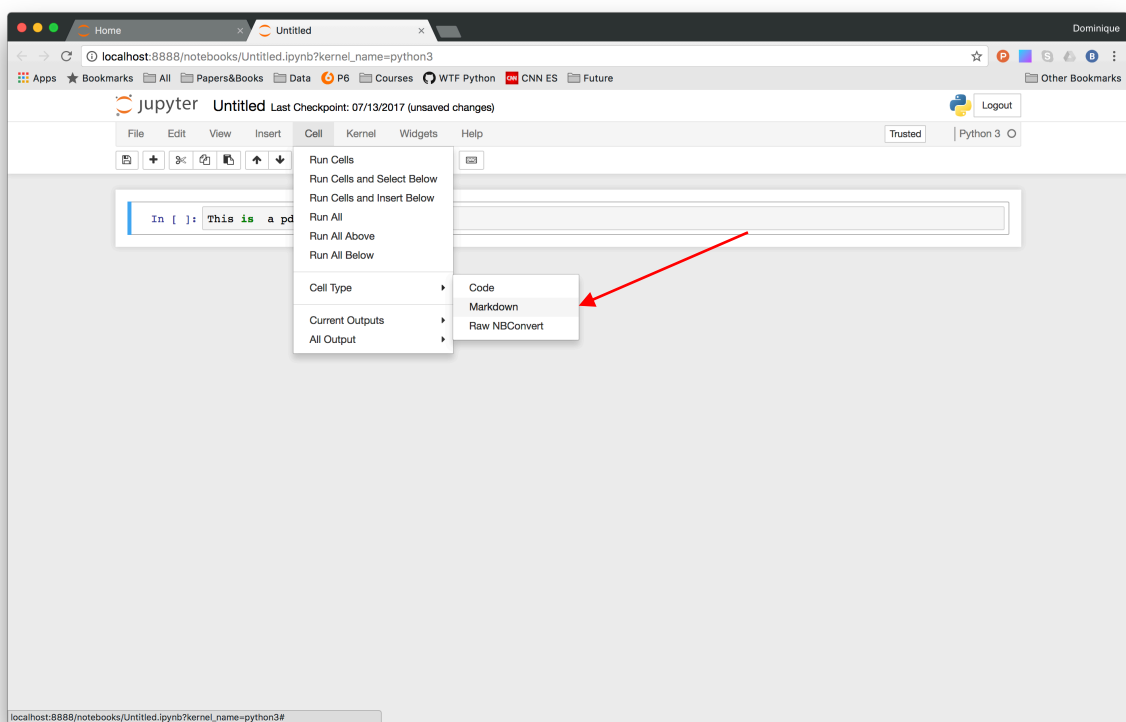 Home × Untitled × Dominique
localhost:8888/notebooks/Untitled.ipynb?kernel_name=python3
Apps Bookmarks All Papers&Books Data P6 Courses WTF Python CNN CNN ES Future Other Bookmarks
jupyter Untitled Last Checkpoint: 07/13/2017 (unsaved changes) Logout
File Edit View Insert Cell Kernel Widgets Help Trusted Python 3
Run Cells
Run Cells and Select Below
Run Cells and Insert Below
In [ ]: This is a pd
Run All
Run All Above
Run All Below
Cell Type Code
Markdown
Raw NBConvert
Current Outputs
All Output
localhost:8888/notebooks/Untitled.ipynb?kernel_name=python3#